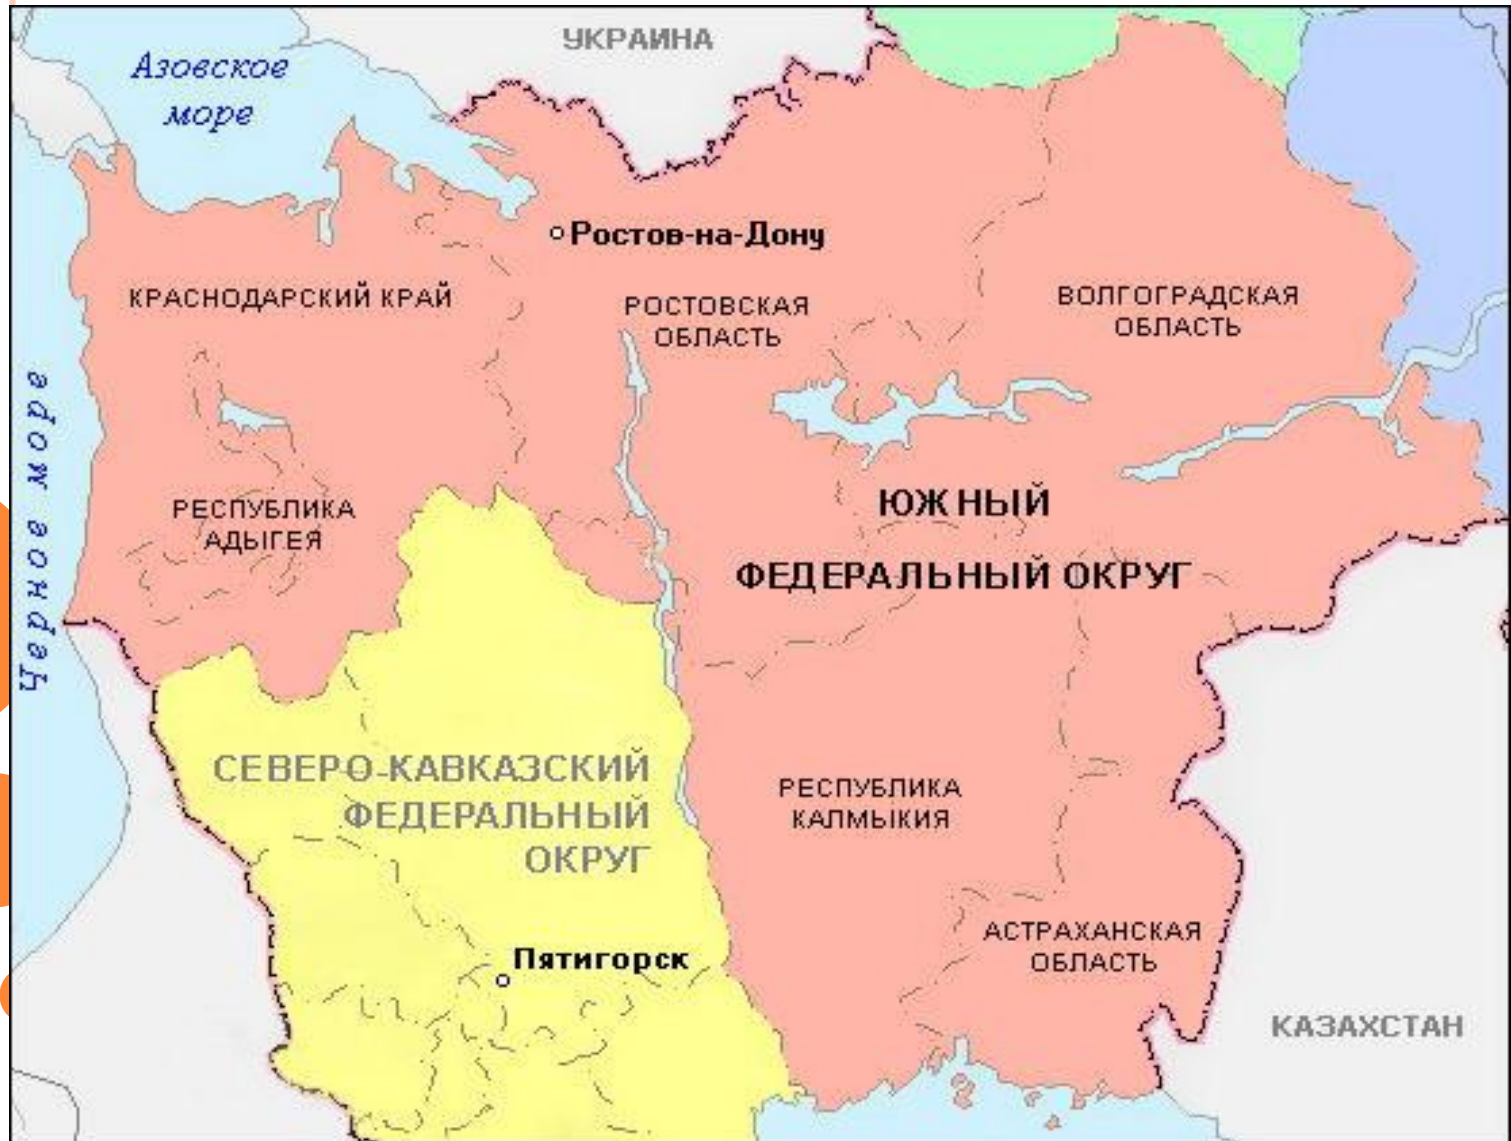 УКРАИНА
Азовское
море
Ростов-на-Дону
КРАСНОДАРСКИЙ КРАЙ
РОСТОВСКАЯ
ОБЛАСТЬ
ВОЛГОГРАДСКАЯ
ОБЛАСТЬ
Черное море
РЕСПУБЛИКА
АДЫГЕЯ
ЮЖНЫЙ
ФЕДЕРАЛЬНЫЙ ОКРУГ
СЕВЕРО-КАВКАЗСКИЙ
ФЕДЕРАЛЬНЫЙ
ОКРУГ
РЕСПУБЛИКА
КАЛМЫКИЯ
АСТРАХАНСКАЯ
ОБЛАСТЬ
Пятигорск
КАЗАХСТАН